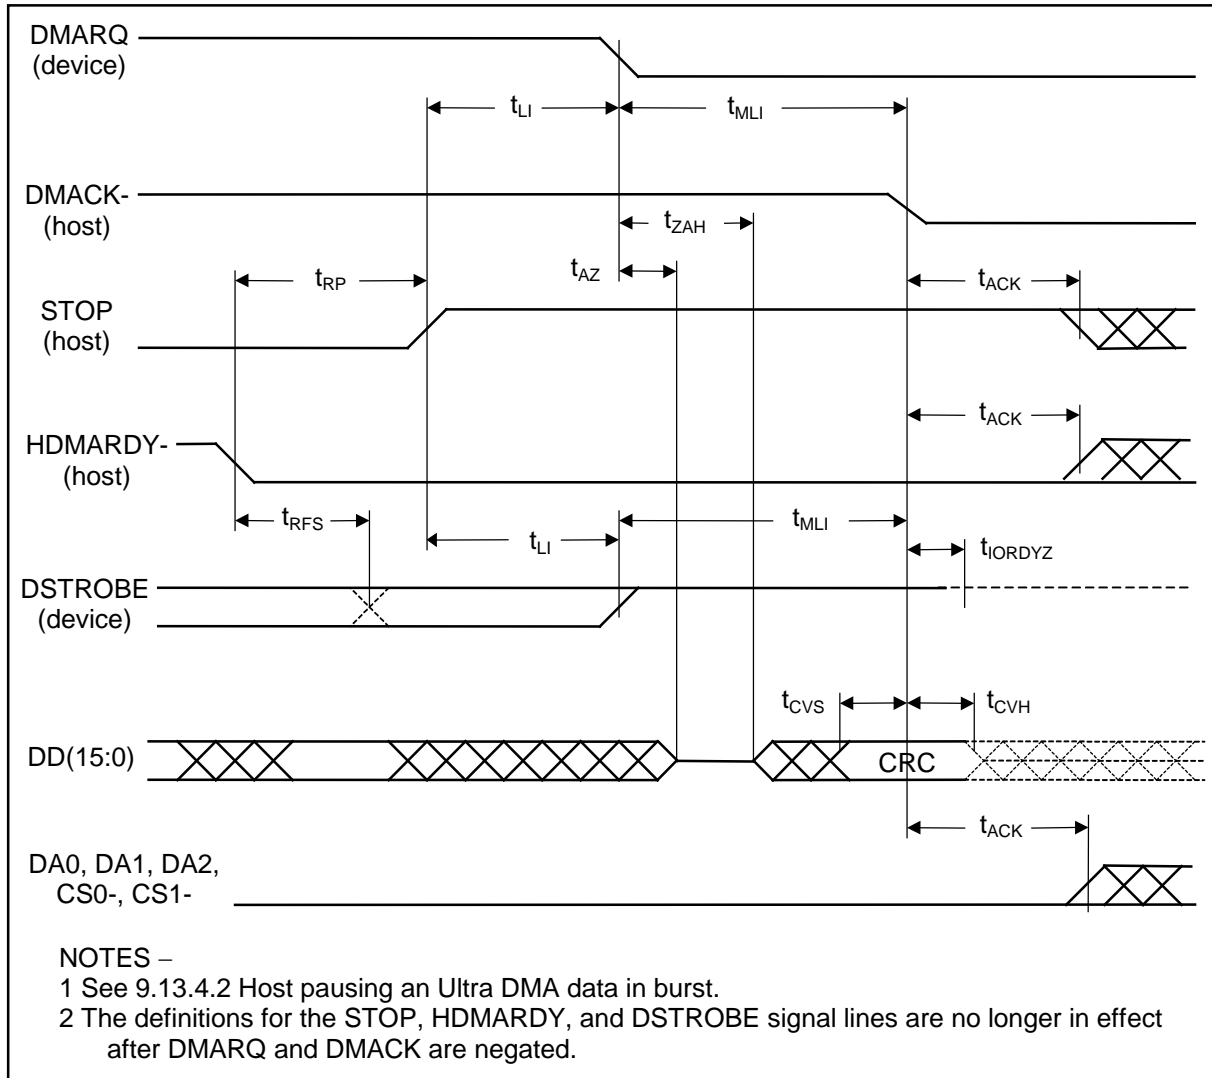 DMARQ
(device)
tLI
tMLI
DMACK-
(host)
tZAH
tAZ
tRP
tACK
STOP
(host)
tACK
HDMARDY-
(host)
tRFS
tLI
tMLI
tIORDYZ
DSTROBE
(device)
tCVS
tCVH
DD(15:0)
CRC
tACK
DA0, DA1, DA2,
CS0-, CS1-
NOTES –
1 See 9.13.4.2 Host pausing an Ultra DMA data in burst.
2 The definitions for the STOP, HDMARDY, and DSTROBE signal lines are no longer in effect
after DMARQ and DMACK are negated.